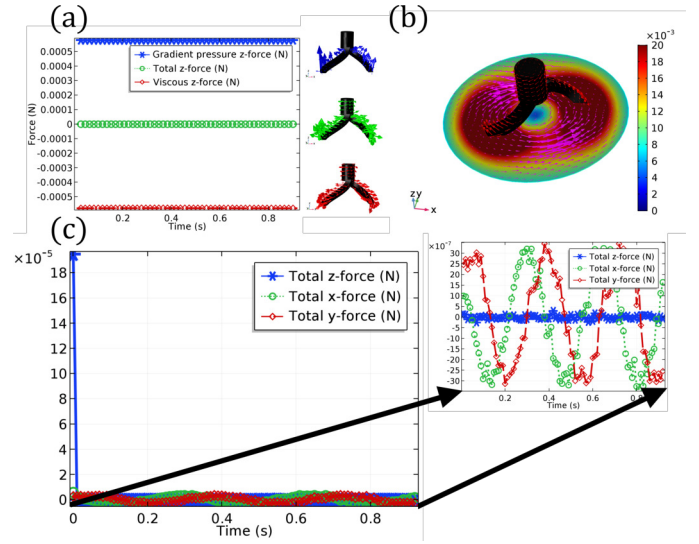 (a)
0.0005
0.0004
0.0003
0.0002
0.0001
0
-0.0001
-0.0002
-0.0003
-0.0004
-0.0005
Force (N)
Gradient pressure z-force (N)
Total z-force (N)
Viscous z-force (N)
0.2 0.4 0.6 0.8
Time (s)
(b)
×10⁻³
20
18
16
14
12
10
8
6
4
2
0
z y
x
(c)
×10⁻⁵
18
16
14
12
10
8
6
4
2
0
Total z-force (N)
Total x-force (N)
Total y-force (N)
0 0.2 0.4 0.6 0.8
Time (s)
×10⁻⁷
30
25
20
15
10
5
0
-5
-10
-15
-20
-25
-30
Total z-force (N)
Total x-force (N)
Total y-force (N)
0.2 0.4 0.6 0.8
Time (s)